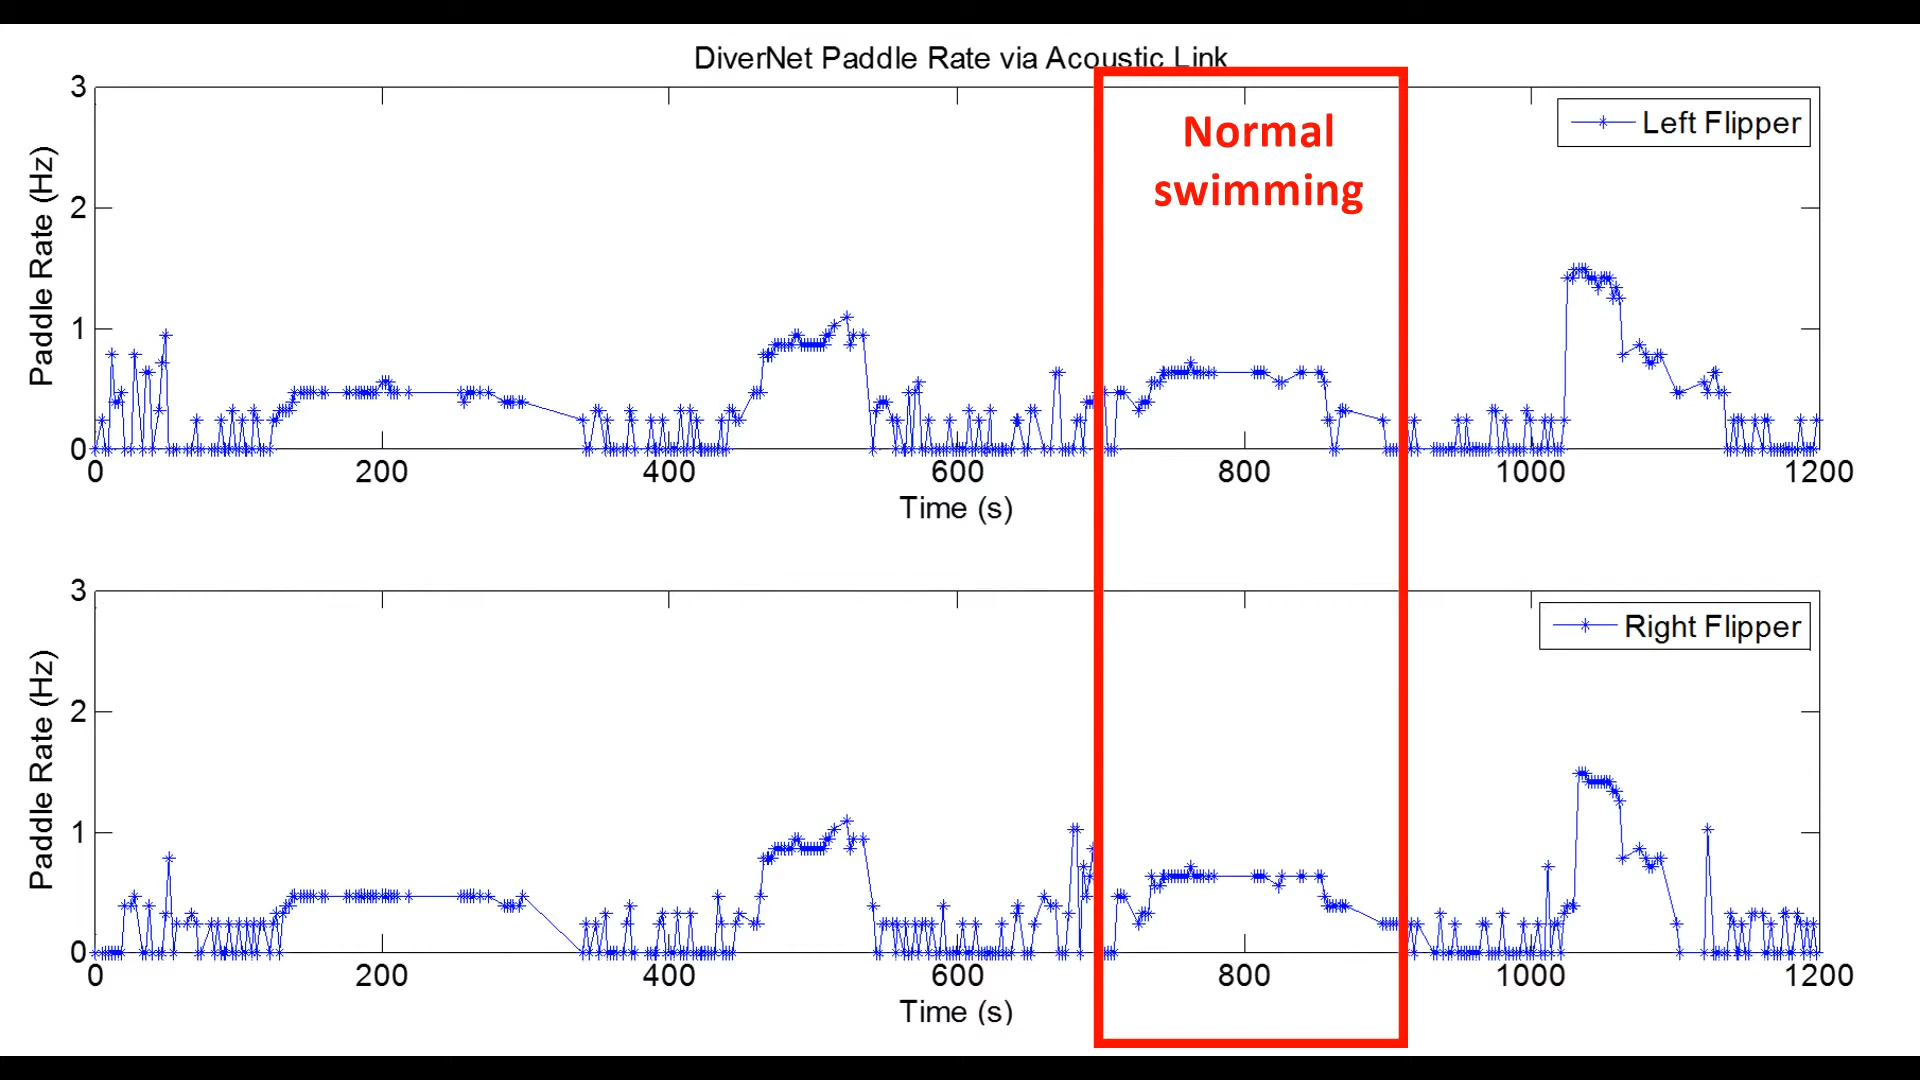 DiverNet Paddle Rate via Acoustic Link
3
2
1
0
Paddle Rate (Hz)
Normal
swimming
Left Flipper
0 200 400 600 800 1000 1200
Time (s)
3
2
1
0
Paddle Rate (Hz)
Right Flipper
0 200 400 600 800 1000 1200
Time (s)